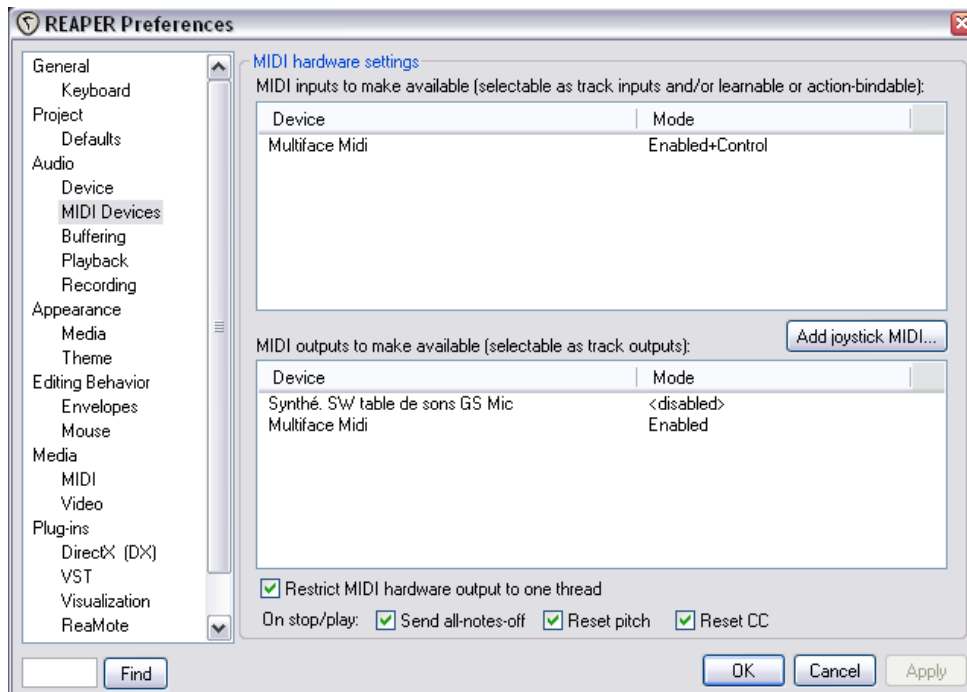 REAPER Preferences
General
Keyboard
Project
Defaults
Audio
Device
MIDI Devices
Buffering
Playback
Recording
Appearance
Media
Theme
Editing Behavior
Envelopes
Mouse
Media
MIDI
Video
Plug-ins
DirectX (DX)
VST
Visualization
ReaMote
Find
MIDI hardware settings
MIDI inputs to make available (selectable as track inputs and/or learnable or action-bindable):
Device Mode
Multiface Midi Enabled+Control
Add joystick MIDI...
MIDI outputs to make available (selectable as track outputs):
Device Mode
Synthé. SW table de sons GS Mic <disabled>
Multiface Midi Enabled
Restrict MIDI hardware output to one thread
On stop/play: Send all-notes-off Reset pitch Reset CC
OK Cancel Apply